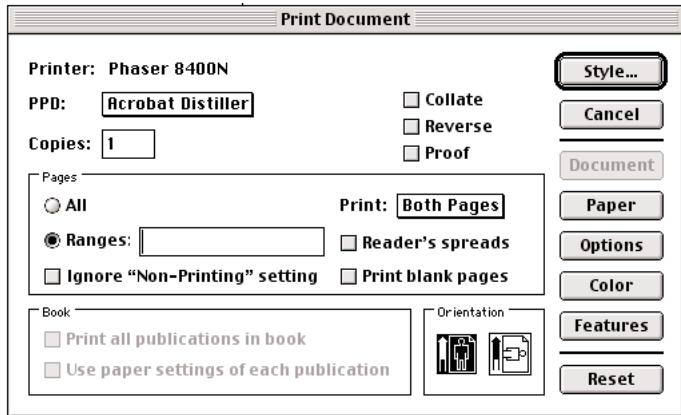 Print Document
Printer: Phaser 8400N
PPD: Acrobat Distiller
Copies: 1
Collate
Reverse
Proof
Pages
All
Print: Both Pages
Ranges:
Reader's spreads
Ignore “Non-Printing” setting
Print blank pages
Book
Print all publications in book
Use paper settings of each publication
Orientation
Style...
Cancel
Document
Paper
Options
Color
Features
Reset